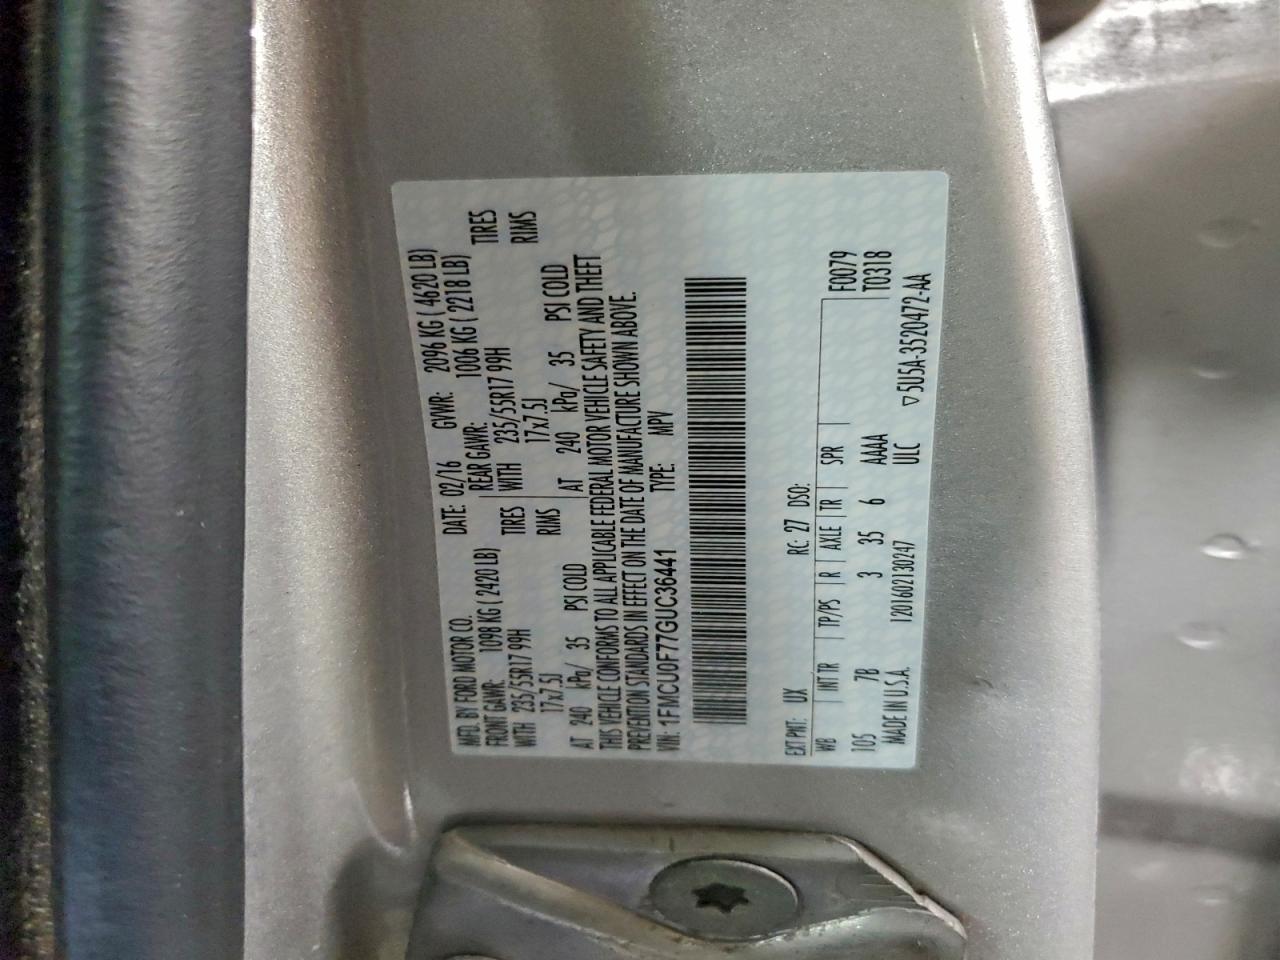 MFD. BY FORD MOTOR CO.
DATE: 02/16 GVWR: 2096 KG ( 4620 LB)
FRONT GAWR: 1098 KG ( 2420 LB)
REAR GAWR: 1006 KG ( 2218 LB)
WITH 235/55R17 99H TIRES
WITH 235/55R17 99H TIRES
17x7.5J RIMS
17x7.5J RIMS
AT 240 kPa/ 35 PSI COLD
AT 240 kPa/ 35 PSI COLD
THIS VEHICLE CONFORMS TO ALL APPLICABLE FEDERAL MOTOR VEHICLE SAFETY AND THEFT
PREVENTION STANDARDS IN EFFECT ON THE DATE OF MANUFACTURE SHOWN ABOVE.
VIN: 1FMCU0F77GUC36441 TYPE: MPV
EXT PNT: UX RC: 27 DSO:
WB INT TR TP/PS R AXLE TR SPR F0079
105 7B 3 35 6 AAAA T0318
MADE IN U.S.A. 1201602130247 ULC
▽5U5A-3520472-AA